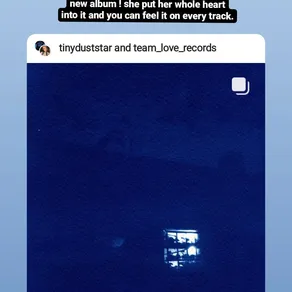 new album ! she put her whole heart
into it and you can feel it on every track.
tinyduststar and team_love_records